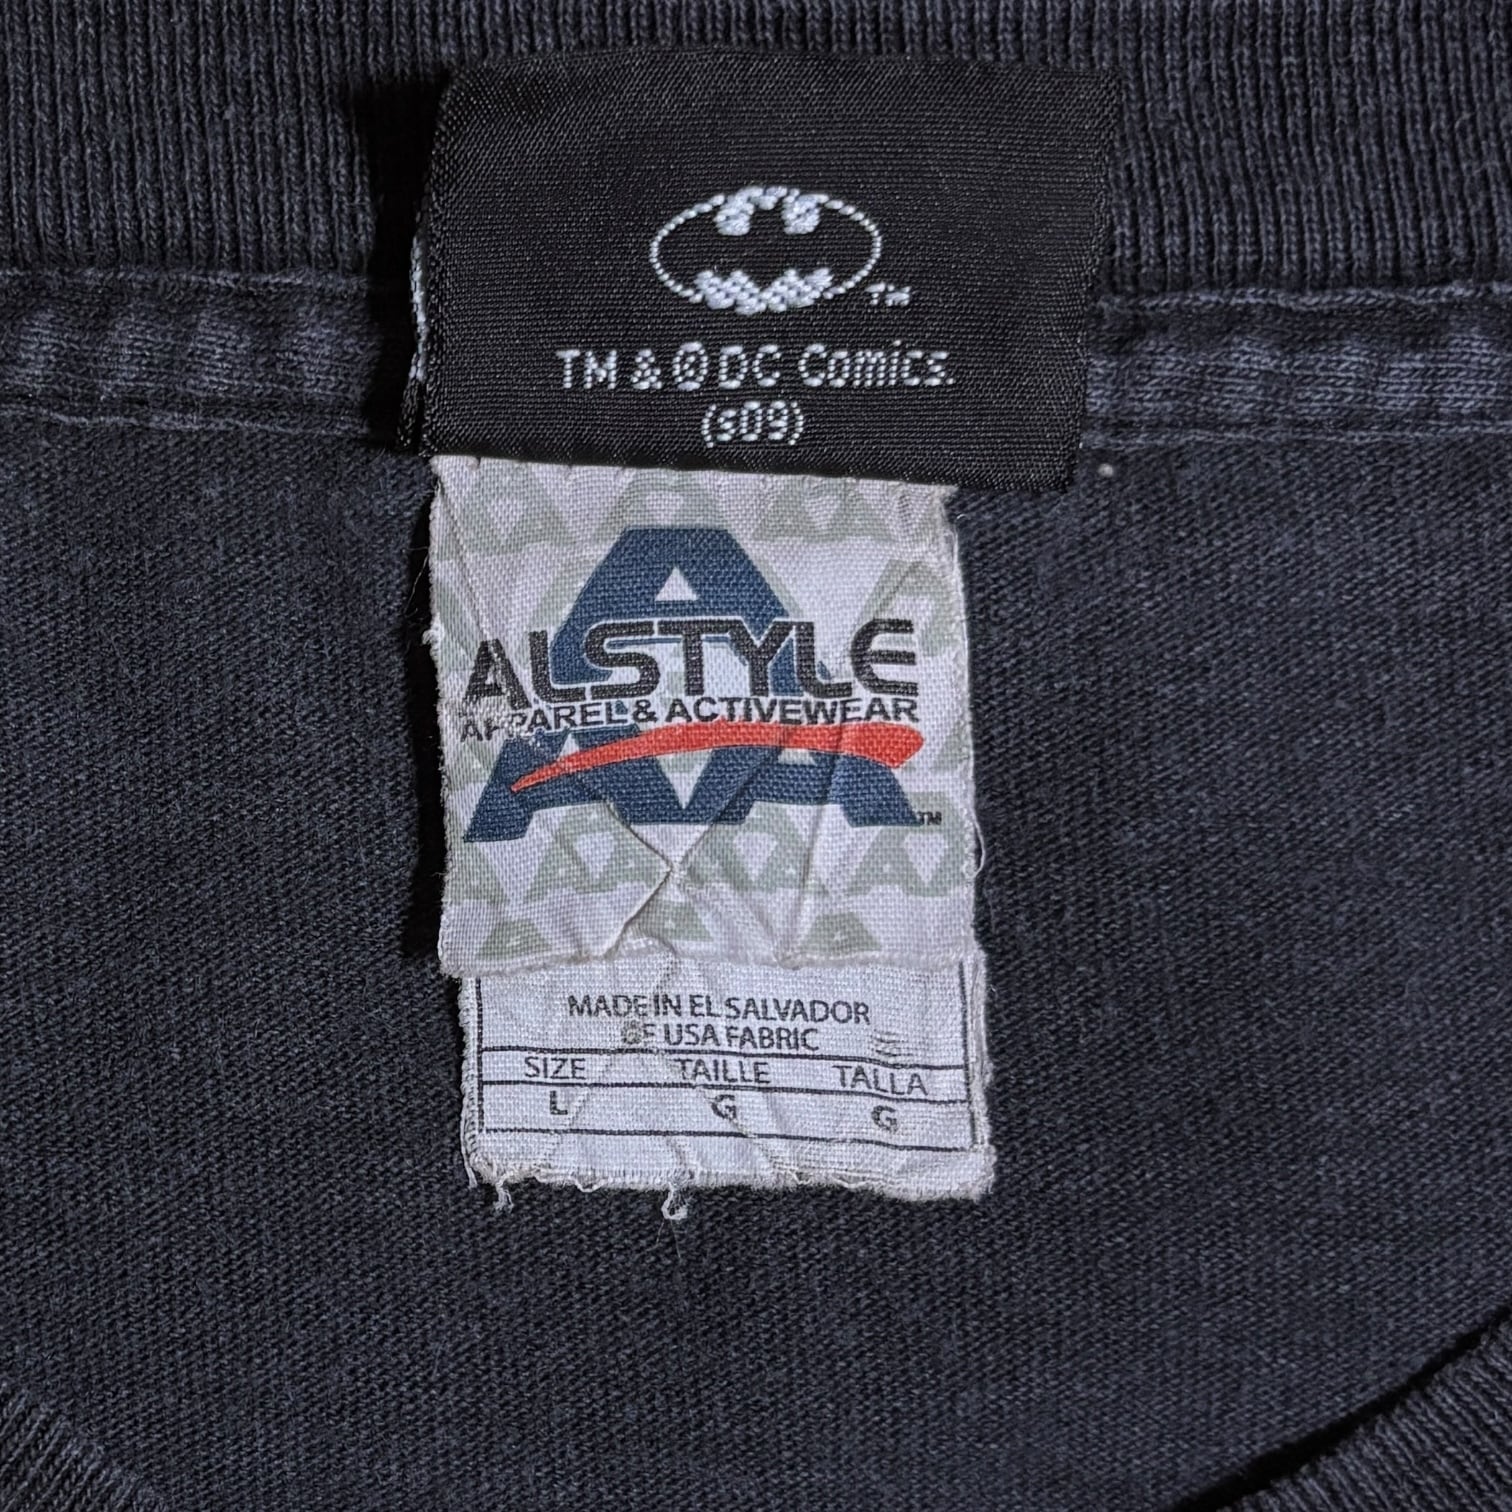 TM
TM & © DC Comics.
(s09)
ALSTYLE
APPAREL & ACTIVEWEAR
TM
MADE IN EL SALVADOR
OF USA FABRIC
SIZE TAILLE TALLA
L G G